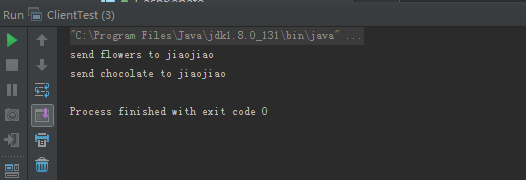 Run ClientTest (3)
"C:\Program Files\Java\jdk1.8.0_131\bin\java" ...
send flowers to jiaojiao
send chocolate to jiaojiao
Process finished with exit code 0